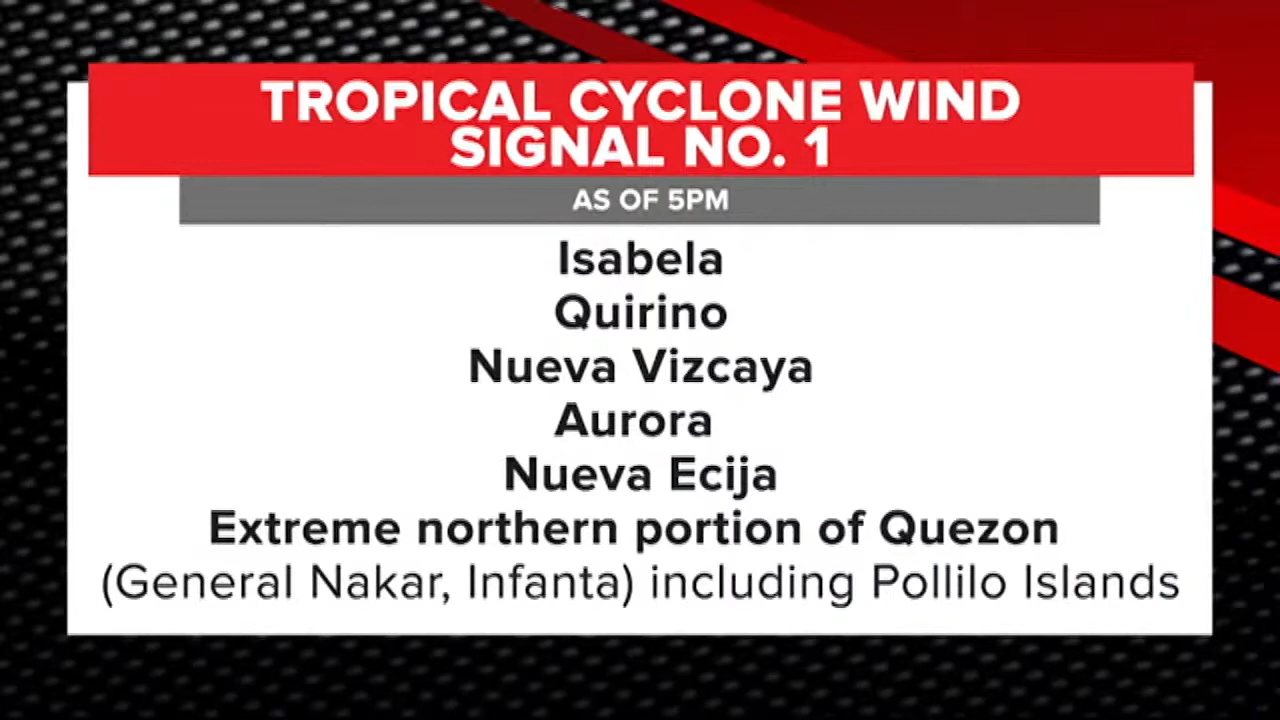 TROPICAL CYCLONE WIND
SIGNAL NO. 1
AS OF 5PM
Isabela
Quirino
Nueva Vizcaya
Aurora
Nueva Ecija
Extreme northern portion of Quezon
(General Nakar, Infanta) including Pollilo Islands